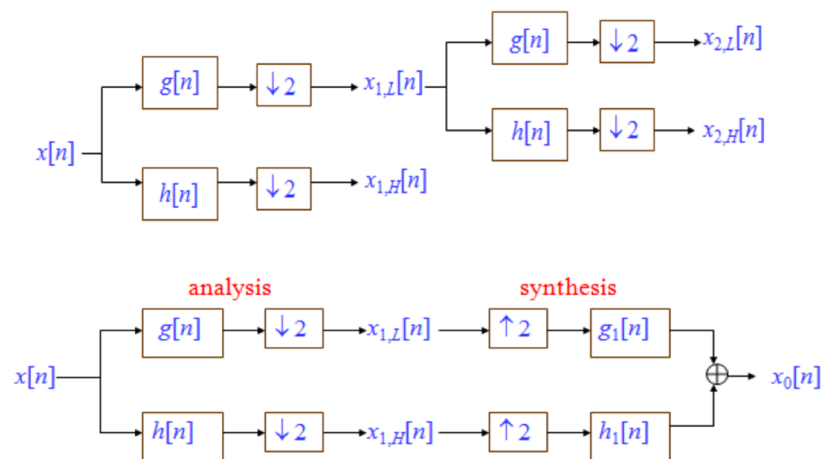 g[n] ↓2 x₂,L[n]
g[n] ↓2 x₁,L[n]
h[n] ↓2 x₂,H[n]
x[n]
h[n] ↓2 x₁,H[n]
analysis synthesis
g[n] ↓2 x₁,L[n] ↑2 g₁[n]
x[n] x₀[n]
h[n] ↓2 x₁,H[n] ↑2 h₁[n]